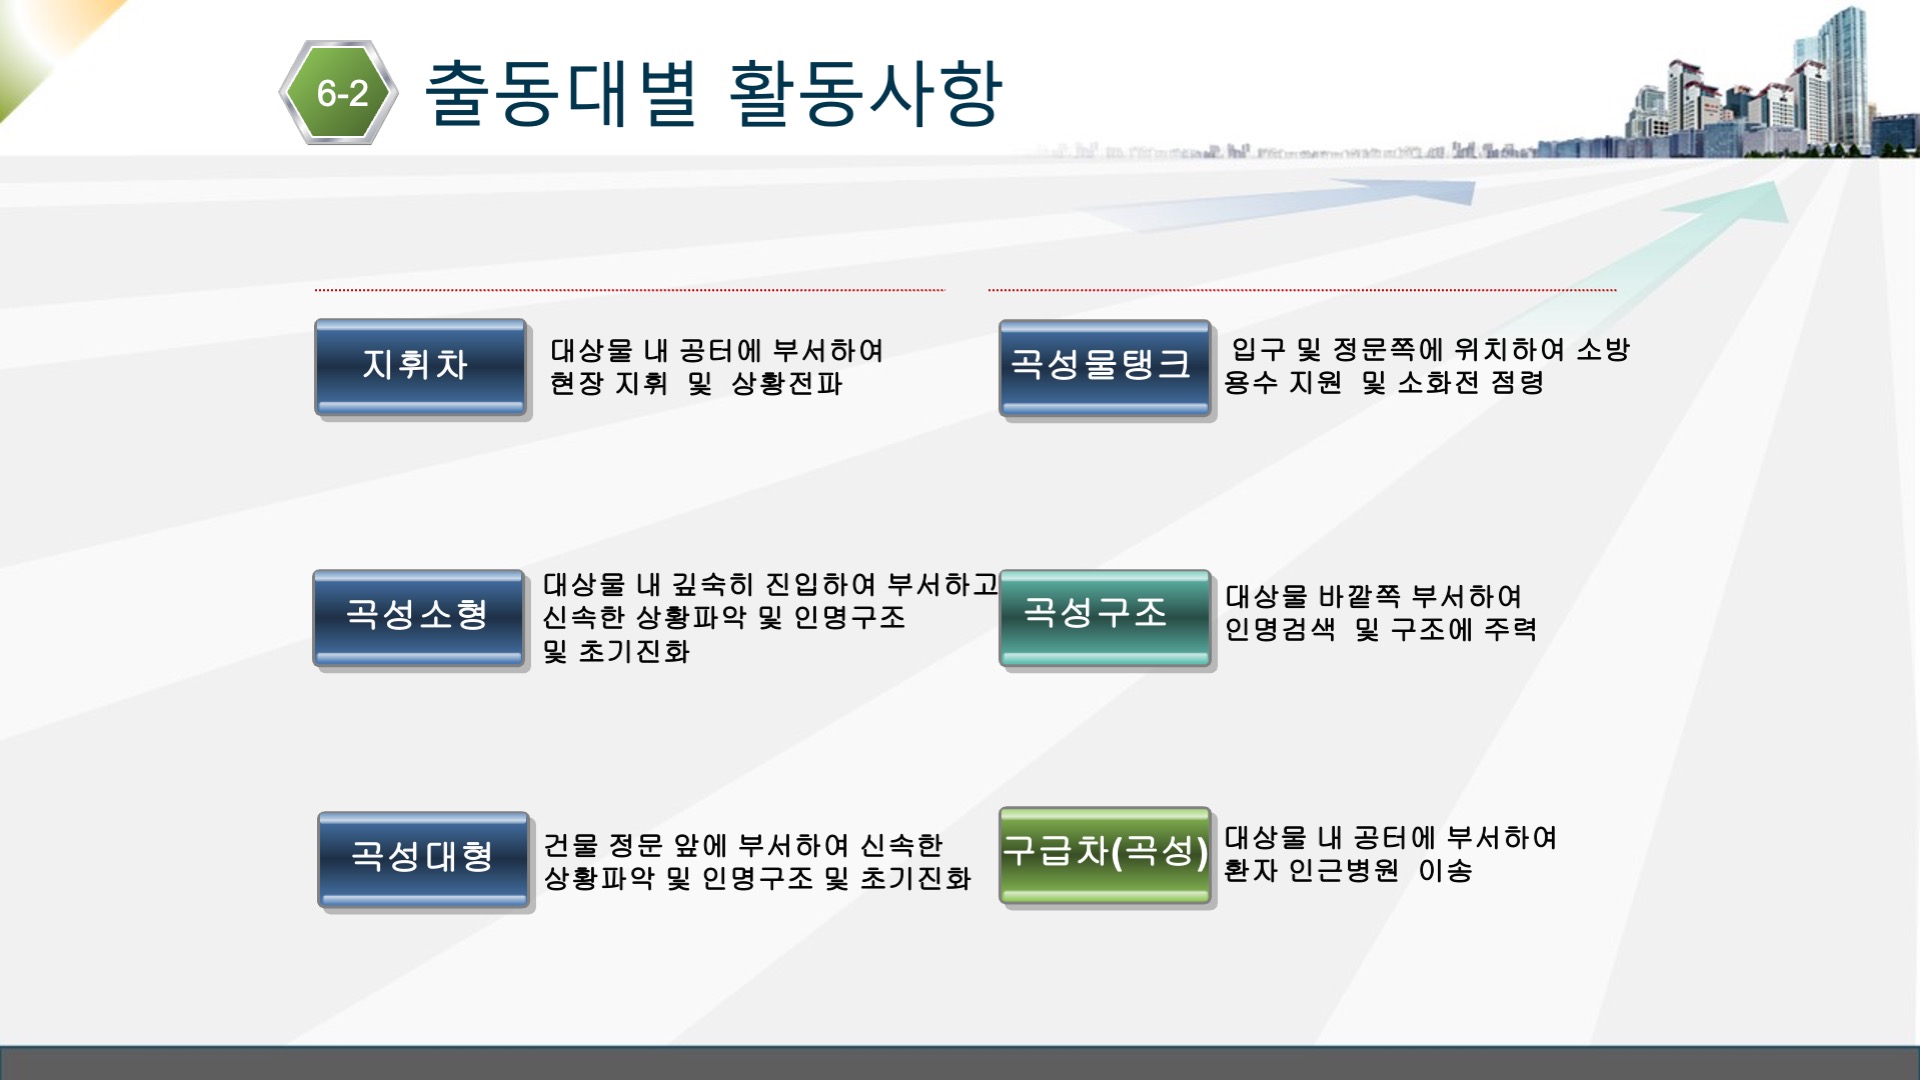 6-2
출동대별 활동사항
지휘차
대상물 내 공터에 부서하여
현장 지휘 및 상황전파
곡성물탱크
입구 및 정문쪽에 위치하여 소방
용수 지원 및 소화전 점령
곡성소형
대상물 내 깊숙히 진입하여 부서하고
신속한 상황파악 및 인명구조
및 초기진화
곡성구조
대상물 바깥쪽 부서하여
인명검색 및 구조에 주력
곡성대형
건물 정문 앞에 부서하여 신속한
상황파악 및 인명구조 및 초기진화
구급차(곡성)
대상물 내 공터에 부서하여
환자 인근병원 이송